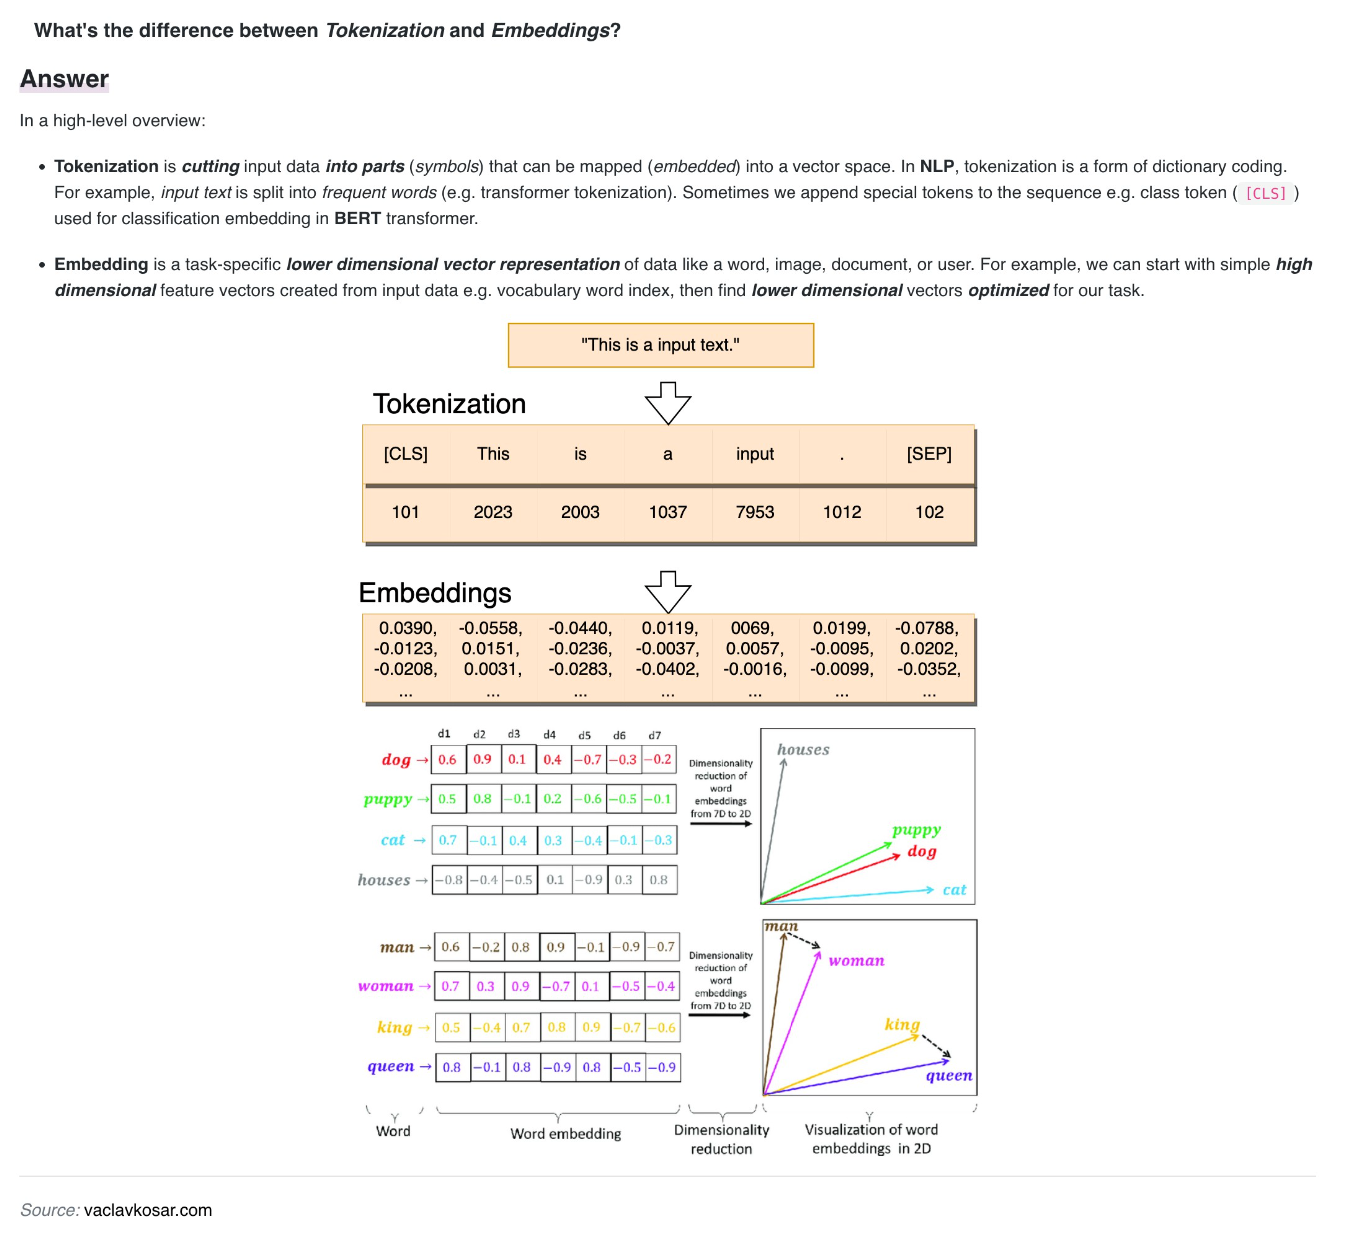 What's the difference between Tokenization and Embeddings?
Answer
In a high-level overview:
• Tokenization is cutting input data into parts (symbols) that can be mapped (embedded) into a vector space. In NLP, tokenization is a form of dictionary coding.
For example, input text is split into frequent words (e.g. transformer tokenization). Sometimes we append special tokens to the sequence e.g. class token ( [CLS] )
used for classification embedding in BERT transformer.
• Embedding is a task-specific lower dimensional vector representation of data like a word, image, document, or user. For example, we can start with simple high
dimensional feature vectors created from input data e.g. vocabulary word index, then find lower dimensional vectors optimized for our task.
"This is a input text."
Tokenization
[CLS] This is a input . [SEP]
101 2023 2003 1037 7953 1012 102
Embeddings
0.0390, -0.0558, -0.0440, 0.0119, 0069, 0.0199, -0.0788,
-0.0123, 0.0151, -0.0236, -0.0037, 0.0057, -0.0095, 0.0202,
-0.0208, 0.0031, -0.0283, -0.0402, -0.0016, -0.0099, -0.0352,
... ... ... ... ... ... ...
d1 d2 d3 d4 d5 d6 d7
dog → 0.6 0.9 0.1 0.4 −0.7 −0.3 −0.2
puppy → 0.5 0.8 −0.1 0.2 −0.6 −0.5 −0.1
cat → 0.7 −0.1 0.4 0.3 −0.4 −0.1 −0.3
houses → −0.8 −0.4 −0.5 0.1 −0.9 0.3 0.8
Dimensionality
reduction of
word
embeddings
from 7D to 2D
houses
puppy
dog
cat
man → 0.6 −0.2 0.8 0.9 −0.1 −0.9 −0.7
woman → 0.7 0.3 0.9 −0.7 0.1 −0.5 −0.4
king → 0.5 −0.4 0.7 0.8 0.9 −0.7 −0.6
queen → 0.8 −0.1 0.8 −0.9 0.8 −0.5 −0.9
Dimensionality
reduction of
word
embeddings
from 7D to 2D
man
woman
king
queen
Word
Word embedding
Dimensionality
reduction
Visualization of word
embeddings in 2D
Source: vaclavkosar.com